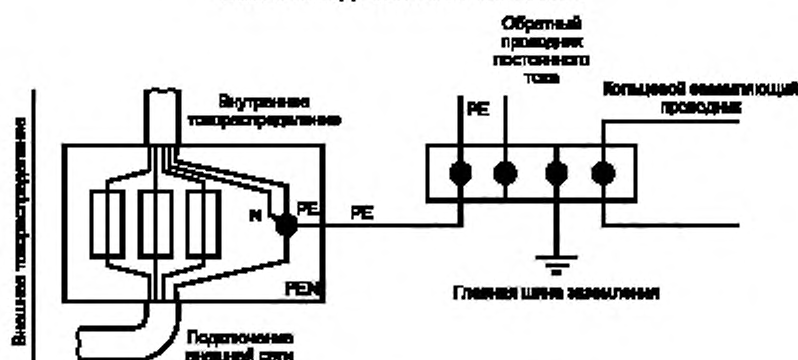 Обратный
проводник
постоянного
тока
Внутреннее
токораспределение
PE
Кольцевой заземляющий
проводник
Внешнее токораспределение
N
PE
PE
PEN
Главная шина заземления
Подключение
внешней сети